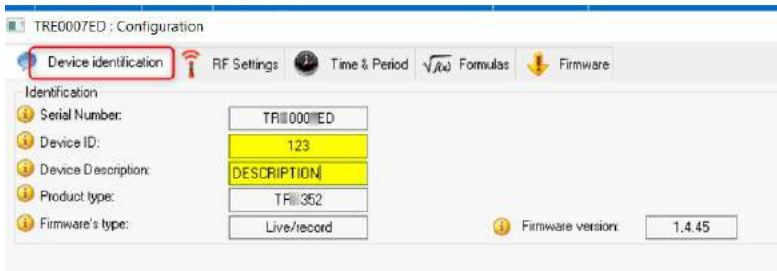 TRE0007ED : Configuration
Device identification RF Settings Time & Period √f(x) Formulas Firmware
Identification
Serial Number:
Device ID: 123
Device Description: DESCRIPTION
Product type:
Firmware's type: Live/record Firmware version: 1.4.45